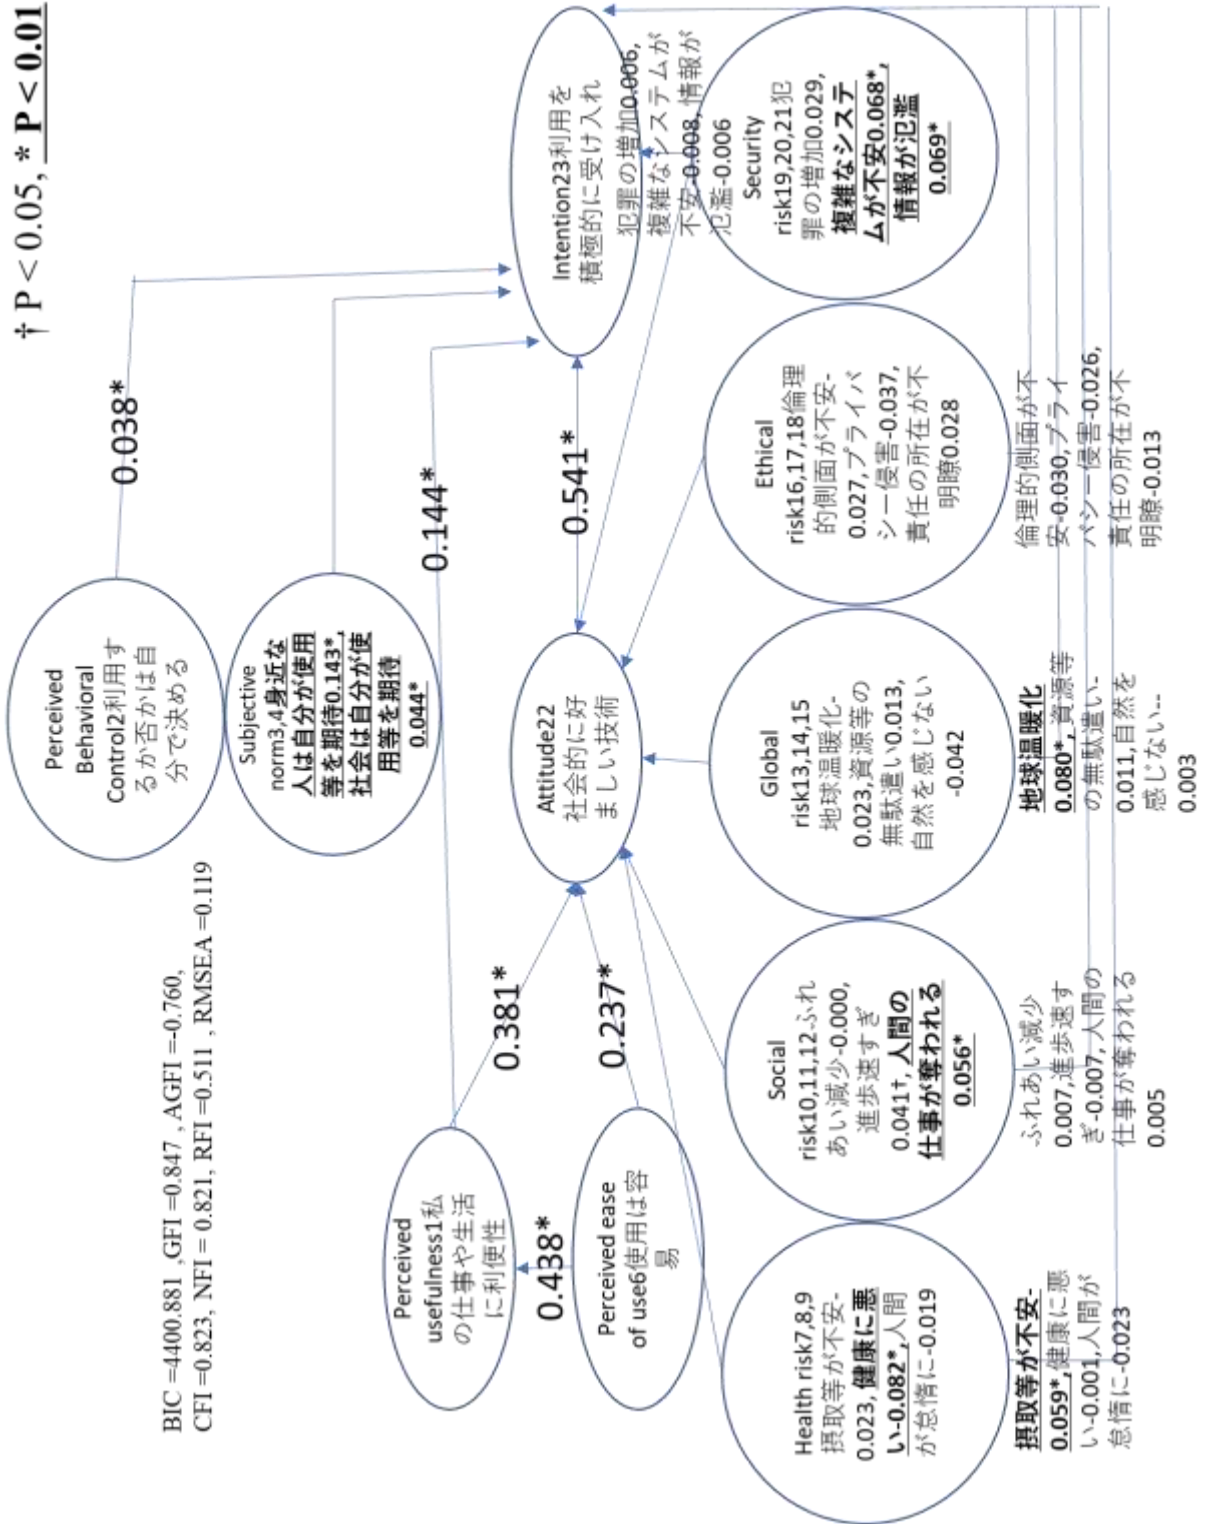 † P < 0.05, * P < 0.01
BIC =4400.881 ,GFI =0.847 , AGFI =-0.760,
CFI =0.823, NFI = 0.821, RFI =0.511 , RMSEA =0.119
Perceived
Behavioral
Control2利用す
るか否かは自
分で決める
0.038*
Subjective
norm3,4身近な
人は自分が使用
等を期待0.143*,
社会は自分が使
用等を期待
0.044*
Perceived
usefulness1私
の仕事や生活
に利便性
0.144*
0.381*
0.438*
Perceived ease
of use6使用は容
易
0.237*
Attitude22
社会的に好
ましい技術
0.541*
Intention23利用を
積極的に受け入れ
犯罪の増加0.006,
複雑なシステムが
不安-0.008, 情報が
氾濫-0.006
Health risk7,8,9
摂取等が不安-
0.023, 健康に悪
い-0.082*,人間
が怠惰に-0.019
Social
risk10,11,12-ふれ
あい減少-0.000,
進歩速すぎ
0.041†, 人間の
仕事が奪われる
0.056*
Global
risk13,14,15
地球温暖化-
0.023,資源等の
無駄遣い0.013,
自然を感じない
-0.042
Ethical
risk16,17,18倫理
的側面が不安-
0.027,プライバ
シー侵害-0.037,
責任の所在が不
明瞭0.028
Security
risk19,20,21犯
罪の増加0.029,
複雑なシステ
ムが不安0.068*,
情報が氾濫
0.069*
摂取等が不安-
0.059*,健康に悪
い-0.001,人間が
怠惰に-0.023
ふれあい減少
0.007,進歩速す
ぎ-0.007, 人間の
仕事が奪われる
0.005
地球温暖化
0.080*, 資源等
の無駄遣い-
0.011,自然を
感じない--
0.003
倫理的側面が不
安-0.030,プライ
バシー侵害-0.026,
責任の所在が不
明瞭-0.013